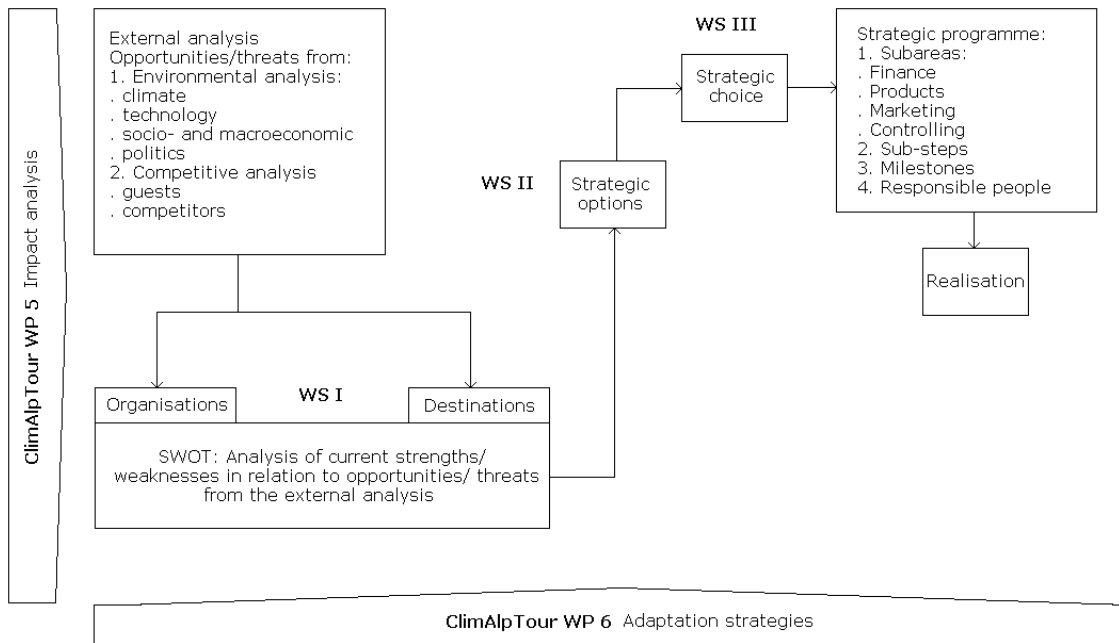 ClimAlpTour WP 5 Impact analysis
External analysis
Opportunities/threats from:
1. Environmental analysis:
. climate
. technology
. socio- and macroeconomic
. politics
2. Competitive analysis
. guests
. competitors
WS I
Organisations
Destinations
SWOT: Analysis of current strengths/
weaknesses in relation to opportunities/ threats
from the external analysis
WS II
Strategic
options
WS III
Strategic
choice
Strategic programme:
1. Subareas:
. Finance
. Products
. Marketing
. Controlling
2. Sub-steps
3. Milestones
4. Responsible people
Realisation
ClimAlpTour WP 6 Adaptation strategies